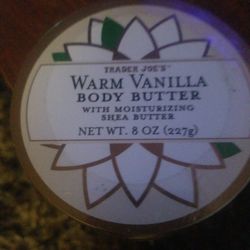 TRADER JOE'S
WARM VANILLA
BODY BUTTER
WITH MOISTURIZING
SHEA BUTTER
NET WT. 8 OZ (227g)